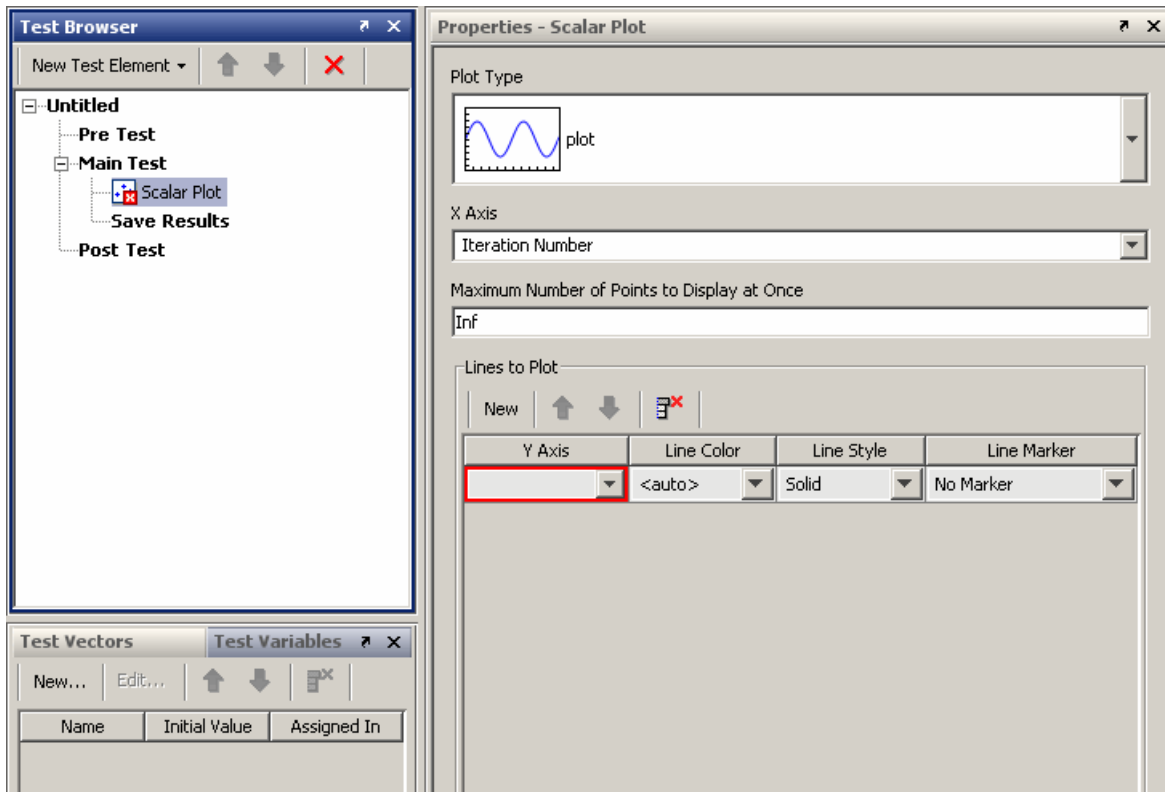 Test Browser
New Test Element
Untitled
Pre Test
Main Test
Scalar Plot
Save Results
Post Test
Test Vectors
Test Variables
New...
Edit...
Name
Initial Value
Assigned In
Properties - Scalar Plot
Plot Type
plot
X Axis
Iteration Number
Maximum Number of Points to Display at Once
Inf
Lines to Plot
New
Y Axis
Line Color
Line Style
Line Marker
<auto>
Solid
No Marker